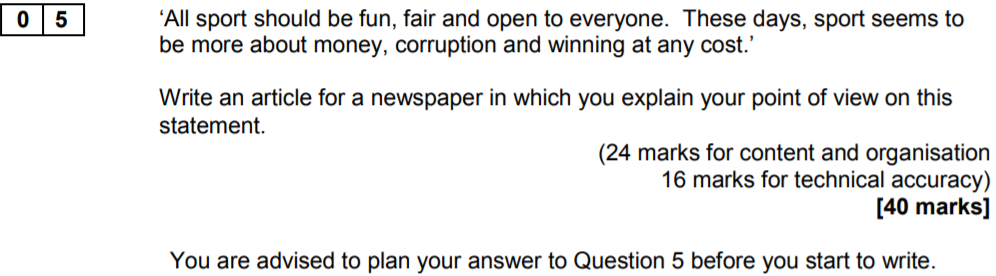 0 5 ‘All sport should be fun, fair and open to everyone. These days, sport seems to
be more about money, corruption and winning at any cost.’
Write an article for a newspaper in which you explain your point of view on this
statement.
(24 marks for content and organisation
16 marks for technical accuracy)
[40 marks]
You are advised to plan your answer to Question 5 before you start to write.